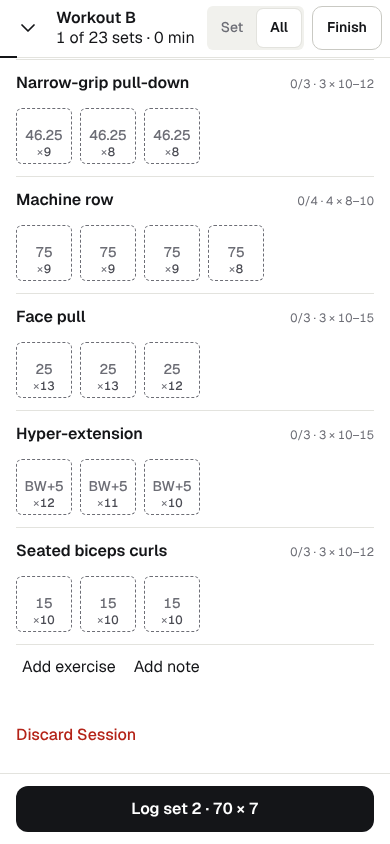 Workout B
1 of 23 sets · 0 min
Set
All
Finish
Narrow-grip pull-down
0/3 · 3 × 10–12
46.25 46.25 46.25
×9 ×8 ×8
Machine row
0/4 · 4 × 8–10
75 75 75 75
×9 ×9 ×9 ×8
Face pull
0/3 · 3 × 10–15
25 25 25
×13 ×13 ×12
Hyper-extension
0/3 · 3 × 10–15
BW+5 BW+5 BW+5
×12 ×11 ×10
Seated biceps curls
0/3 · 3 × 10–12
15 15 15
×10 ×10 ×10
Add exercise Add note
Discard Session
Log set 2 · 70 × 7